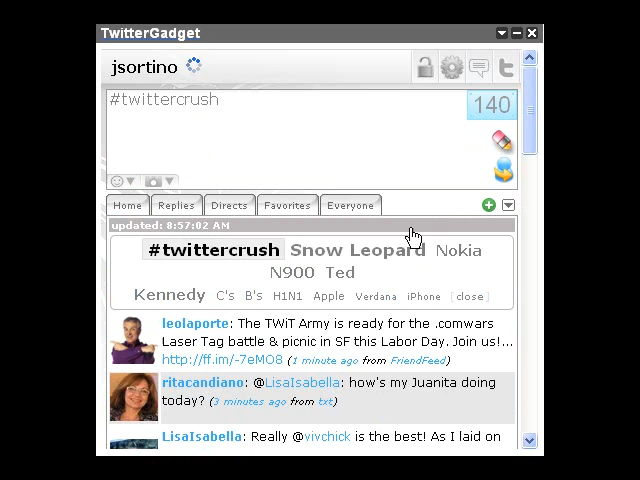 TwitterGadget
jsortino
#twittercrush
140
Home Replies Directs Favorites Everyone
updated: 8:57:02 AM
#twittercrush Snow Leopard Nokia
N900 Ted
Kennedy C's B's H1N1 Apple Verdana iPhone [close]
leolaporte: The TWiT Army is ready for the .comwars
Laser Tag battle & picnic in SF this Labor Day. Join us!...
http://ff.im/-7eMO8 (1 minute ago from FriendFeed)
ritacandiano: @LisaIsabella: how's my Juanita doing
today? (3 minutes ago from txt)
LisaIsabella: Really @vivchick is the best! As I laid on